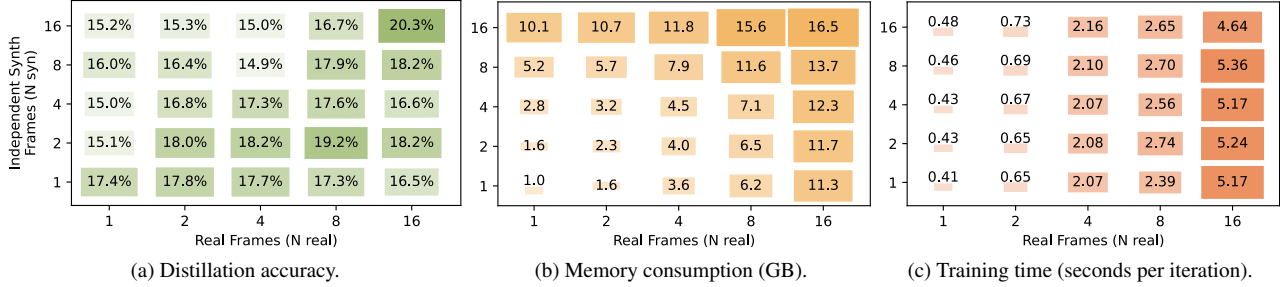 Independent Synth
Frames (N syn)
16 15.2% 15.3% 15.0% 16.7% 20.3%
8 16.0% 16.4% 14.9% 17.9% 18.2%
4 15.0% 16.8% 17.3% 17.6% 16.6%
2 15.1% 18.0% 18.2% 19.2% 18.2%
1 17.4% 17.8% 17.7% 17.3% 16.5%
1 2 4 8 16
Real Frames (N real)
(a) Distillation accuracy.
16 10.1 10.7 11.8 15.6 16.5
8 5.2 5.7 7.9 11.6 13.7
4 2.8 3.2 4.5 7.1 12.3
2 1.6 2.3 4.0 6.5 11.7
1 1.0 1.6 3.6 6.2 11.3
1 2 4 8 16
Real Frames (N real)
(b) Memory consumption (GB).
16 0.48 0.73 2.16 2.65 4.64
8 0.46 0.69 2.10 2.70 5.36
4 0.43 0.67 2.07 2.56 5.17
2 0.43 0.65 2.08 2.74 5.24
1 0.41 0.65 2.07 2.39 5.17
1 2 4 8 16
Real Frames (N real)
(c) Training time (seconds per iteration).